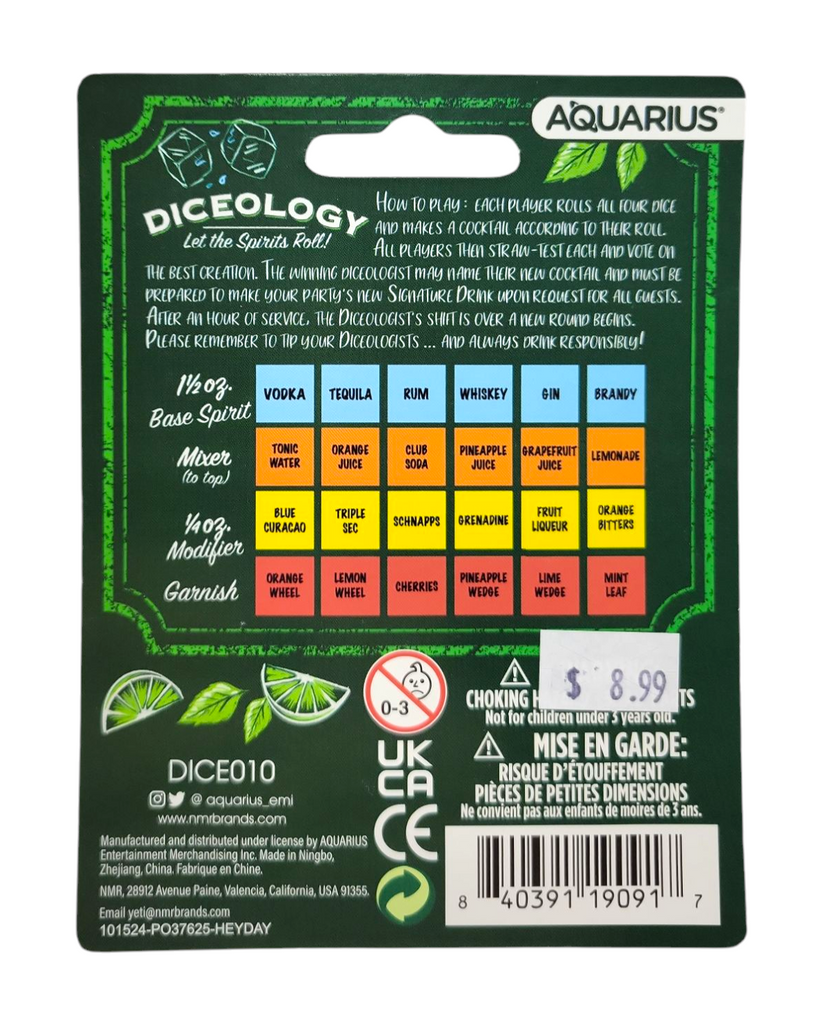 AQUARIUS®
DICEOLOGY
Let the Spirits Roll!
HOW TO PLAY: EACH PLAYER ROLLS ALL FOUR DICE
AND MAKES A COCKTAIL ACCORDING TO THEIR ROLL.
ALL PLAYERS THEN STRAW-TEST EACH AND VOTE ON
THE BEST CREATION. THE WINNING DICEOLOGIST MAY NAME THEIR NEW COCKTAIL AND MUST BE
PREPARED TO MAKE YOUR PARTY'S NEW SIGNATURE DRINK UPON REQUEST FOR ALL GUESTS.
AFTER AN HOUR OF SERVICE, THE DICEOLOGIST'S SHIFT IS OVER A NEW ROUND BEGINS.
PLEASE REMEMBER TO TIP YOUR DICEOLOGISTS ... AND ALWAYS DRINK RESPONSIBLY!
1½ oz.
Base Spirit
VODKA TEQUILA RUM WHISKEY GIN BRANDY
Mixer
(to top)
TONIC WATER ORANGE JUICE CLUB SODA PINEAPPLE JUICE GRAPEFRUIT JUICE LEMONADE
¼ oz.
Modifier
BLUE CURACAO TRIPLE SEC SCHNAPPS GRENADINE FRUIT LIQUEUR ORANGE BITTERS
Garnish
ORANGE WHEEL LEMON WHEEL CHERRIES PINEAPPLE WEDGE LIME WEDGE MINT LEAF
$ 8.99
0-3
CHOKING
Not for children under 3 years old.
MISE EN GARDE:
RISQUE D'ÉTOUFFEMENT
PIÈCES DE PETITES DIMENSIONS
Ne convient pas aux enfants de moires de 3 ans.
UK
CA
CE
DICE010
@ aquarius_emi
www.nmrbrands.com
Manufactured and distributed under license by AQUARIUS
Entertainment Merchandising Inc. Made in Ningbo,
Zhejiang, China. Fabrique en Chine.
NMR, 28912 Avenue Paine, Valencia, California, USA 91355.
Email yeti@nmrbrands.com
101524-PO37625-HEYDAY
8 40391 19091 7